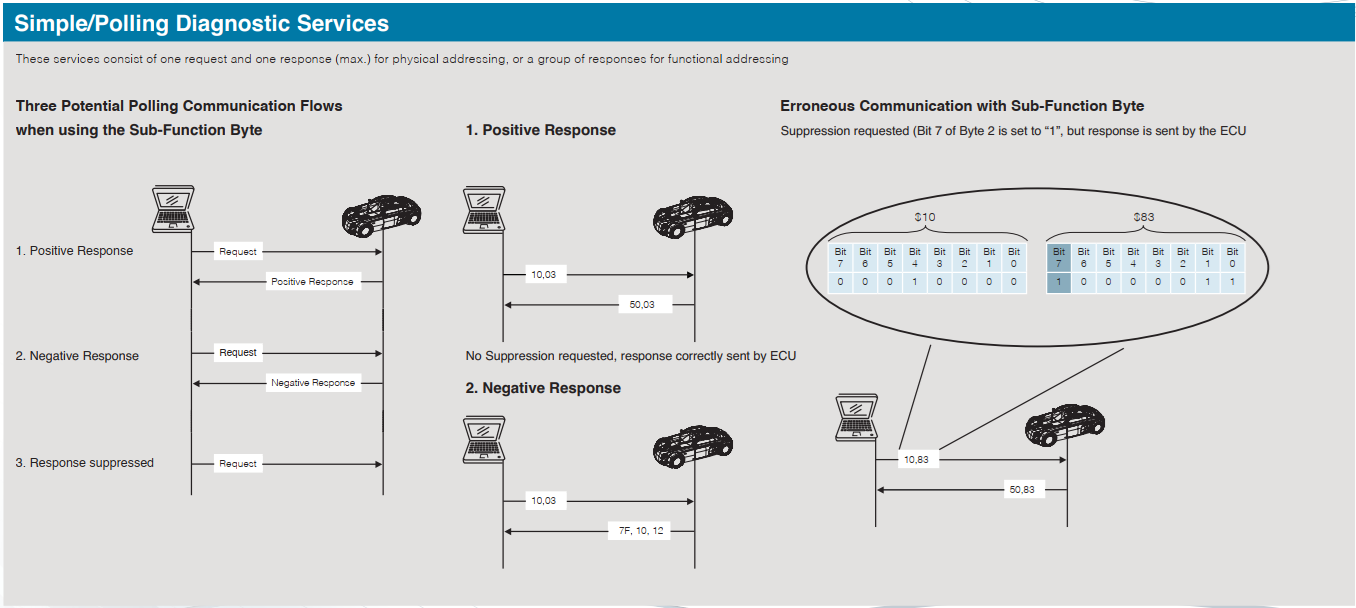 Simple/Polling Diagnostic Services
These services consist of one request and one response (max.) for physical addressing, or a group of responses for functional addressing
Three Potential Polling Communication Flows
when using the Sub-Function Byte
1. Positive Response
Request
Positive Response
2. Negative Response
Request
Negative Response
3. Response suppressed
Request
1. Positive Response
10,03
50,03
No Suppression requested, response correctly sent by ECU
2. Negative Response
10,03
7F, 10, 12
Erroneous Communication with Sub-Function Byte
Suppression requested (Bit 7 of Byte 2 is set to “1”, but response is sent by the ECU
$10 $83
Bit Bit Bit Bit Bit Bit Bit Bit Bit Bit Bit Bit Bit Bit Bit Bit
7 6 5 4 3 2 1 0 7 6 5 4 3 2 1 0
0 0 0 1 0 0 0 0 1 0 0 0 0 0 1 1
10,83
50,83